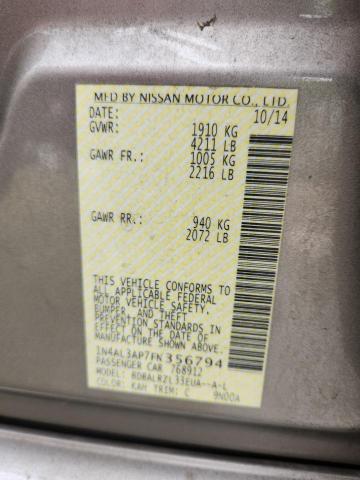 MFD BY NISSAN MOTOR CO., LTD.
DATE: 10/14
GVWR: 1910 KG
4211 LB
GAWR FR.: 1005 KG
2216 LB
GAWR RR.: 940 KG
2072 LB
THIS VEHICLE CONFORMS TO ALL
APPLICABLE FEDERAL
MOTOR VEHICLE SAFETY,
BUMPER, AND THEFT
PREVENTION STANDARDS
IN EFFECT ON THE DATE OF
MANUFACTURE SHOWN ABOVE.
1N4AL3AP7FN356794
PASSENGER CAR 768912
MODEL: BDBALRZL33EUA--A-L
COLOR: KAH TRIM: C 9N00A